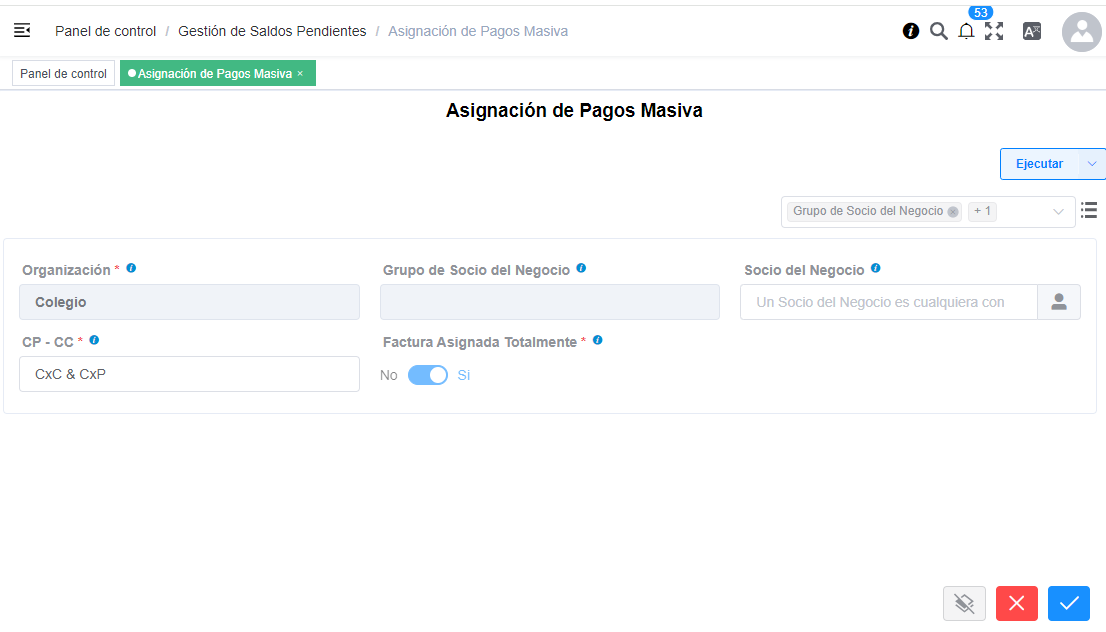 53
Panel de control / Gestión de Saldos Pendientes / Asignación de Pagos Masiva
Panel de control Asignación de Pagos Masiva ×
Asignación de Pagos Masiva
Ejecutar
Grupo de Socio del Negocio + 1
Organización * Grupo de Socio del Negocio Socio del Negocio
Colegio Un Socio del Negocio es cualquiera con
CP - CC * Factura Asignada Totalmente *
CxC & CxP
No Si